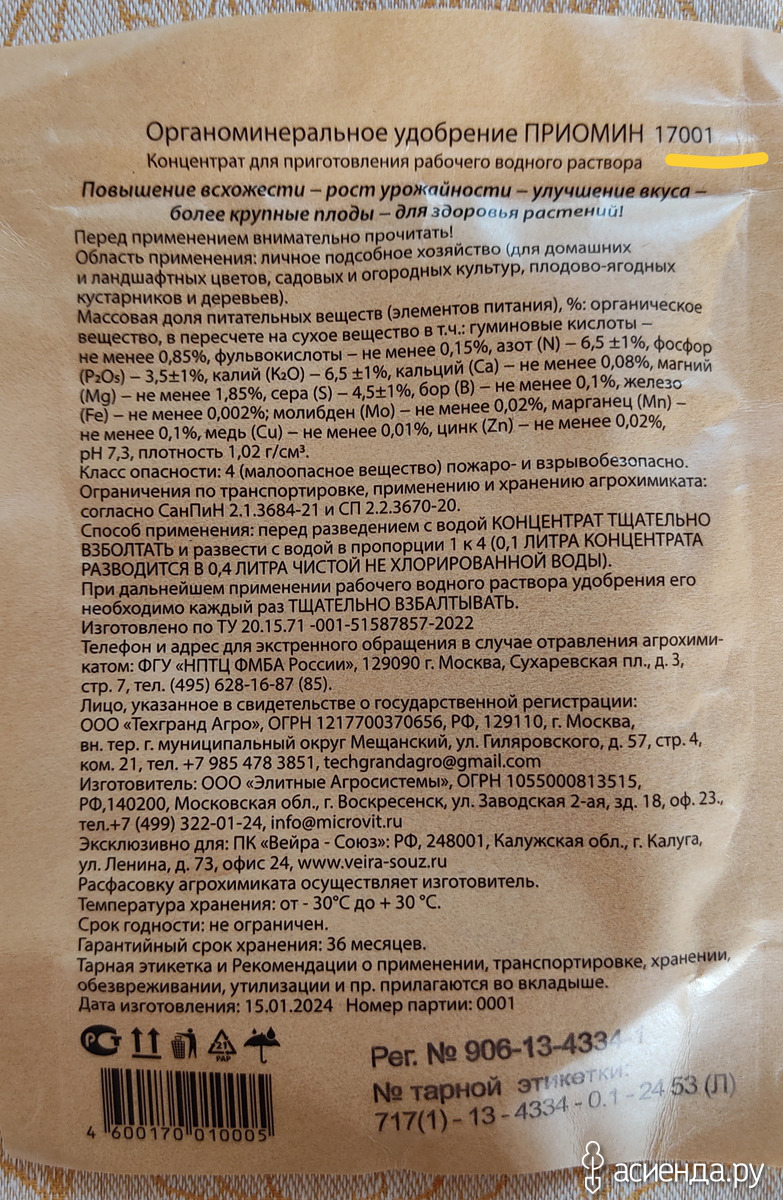 Органоминеральное удобрение ПРИОМИН 17001
Концентрат для приготовления рабочего водного раствора
Повышение всхожести – рост урожайности – улучшение вкуса –
более крупные плоды – для здоровья растений!
Перед применением внимательно прочитать!
Область применения: личное подсобное хозяйство (для домашних
и ландшафтных цветов, садовых и огородных культур, плодово-ягодных
кустарников и деревьев).
Массовая доля питательных веществ (элементов питания), %: органическое
вещество, в пересчете на сухое вещество в т.ч.: гуминовые кислоты –
не менее 0,85%, фульвокислоты – не менее 0,15%, азот (N) – 6,5 ±1%, фосфор
(P₂O₅) – 3,5±1%, калий (K₂O) – 6,5 ±1%, кальций (Ca) – не менее 0,08%, магний
(Mg) – не менее 1,85%, сера (S) – 4,5±1%, бор (B) – не менее 0,1%, железо
(Fe) – не менее 0,002%; молибден (Mo) – не менее 0,02%, марганец (Mn) –
не менее 0,1%, медь (Cu) – не менее 0,01%, цинк (Zn) – не менее 0,02%,
pH 7,3, плотность 1,02 г/см³.
Класс опасности: 4 (малоопасное вещество) пожаро- и взрывобезопасно.
Ограничения по транспортировке, применению и хранению агрохимиката:
согласно СанПиН 2.1.3684-21 и СП 2.2.3670-20.
Способ применения: перед разведением с водой КОНЦЕНТРАТ ТЩАТЕЛЬНО
ВЗБОЛТАТЬ и развести с водой в пропорции 1 к 4 (0,1 ЛИТРА КОНЦЕНТРАТА
РАЗВОДИТСЯ В 0,4 ЛИТРА ЧИСТОЙ НЕ ХЛОРИРОВАННОЙ ВОДЫ).
При дальнейшем применении рабочего водного раствора удобрения его
необходимо каждый раз ТЩАТЕЛЬНО ВЗБАЛТЫВАТЬ.
Изготовлено по ТУ 20.15.71 -001-51587857-2022
Телефон и адрес для экстренного обращения в случае отравления агрохими-
катом: ФГУ «НПТЦ ФМБА России», 129090 г. Москва, Сухаревская пл., д. 3,
стр. 7, тел. (495) 628-16-87 (85).
Лицо, указанное в свидетельстве о государственной регистрации:
ООО «Техгранд Агро», ОГРН 1217700370656, РФ, 129110, г. Москва,
вн. тер. г. муниципальный округ Мещанский, ул. Гиляровского, д. 57, стр. 4,
ком. 21, тел. +7 985 478 3851, techgrandagro@gmail.com
Изготовитель: ООО «Элитные Агросистемы», ОГРН 1055000813515,
РФ,140200, Московская обл., г. Воскресенск, ул. Заводская 2-ая, зд. 18, оф. 23.,
тел.+7 (499) 322-01-24, info@microvit.ru
Эксклюзивно для: ПК «Вейра - Союз»: РФ, 248001, Калужская обл., г. Калуга,
ул. Ленина, д. 73, офис 24, www.veira-souz.ru
Расфасовку агрохимиката осуществляет изготовитель.
Температура хранения: от - 30°С до + 30 °С.
Срок годности: не ограничен.
Гарантийный срок хранения: 36 месяцев.
Тарная этикетка и Рекомендации о применении, транспортировке, хранении,
обезвреживании, утилизации и пр. прилагаются во вкладыше.
Дата изготовления: 15.01.2024 Номер партии: 0001
21
PAP
Рег. № 906-13-4334-1
№ тарной этикетки:
717(1) - 13 - 4334 - 0.1 - 24 53 (Л)
4 600170 010005
асиенда.ру